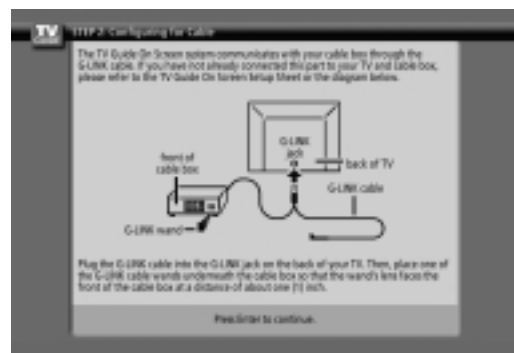 TV
STEP 2: Configuring for Cable
The TV Guide On Screen system communicates with your cable box through the
G-LINK cable. If you have not already connected this part to your TV and cable box,
please refer to the TV Guide On Screen Setup Sheet or the diagram below.
G-LINK
jack
front of
cable box
back of TV
G-LINK cable
G-LINK wand
Plug the G-LINK cable into the G-LINK jack on the back of your TV. Then, place one of
the G-LINK cable wands underneath the cable box so that the wand's lens faces the
front of the cable box at a distance of about one (1) inch.
Press Enter to continue.